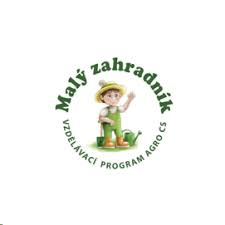 Malý zahradník
VZDĚLÁVACÍ PROGRAM AGRO CS